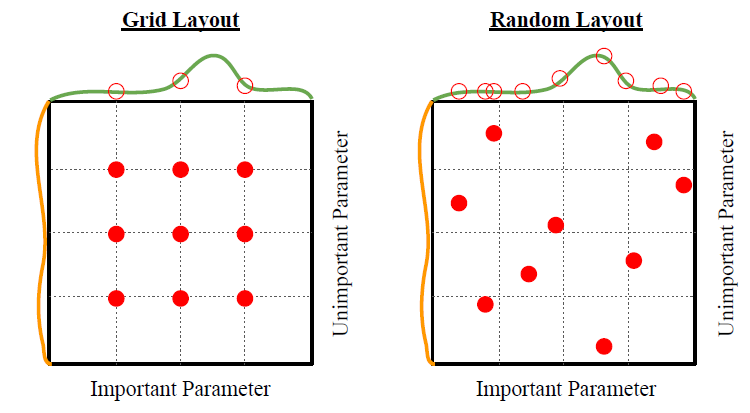 Grid Layout
Unimportant Parameter
Important Parameter
Random Layout
Unimportant Parameter
Important Parameter